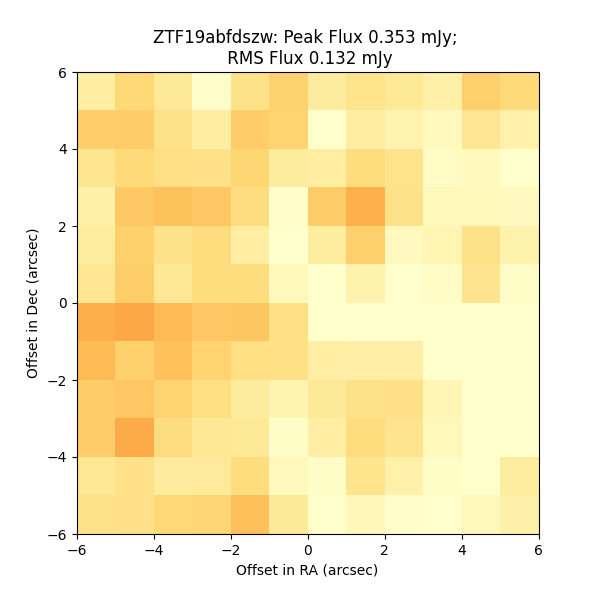 ZTF19abfdszw: Peak Flux 0.353 mJy;
RMS Flux 0.132 mJy
6
4
2
0
−2
−4
−6
Offset in Dec (arcsec)
−6 −4 −2 0 2 4 6
Offset in RA (arcsec)